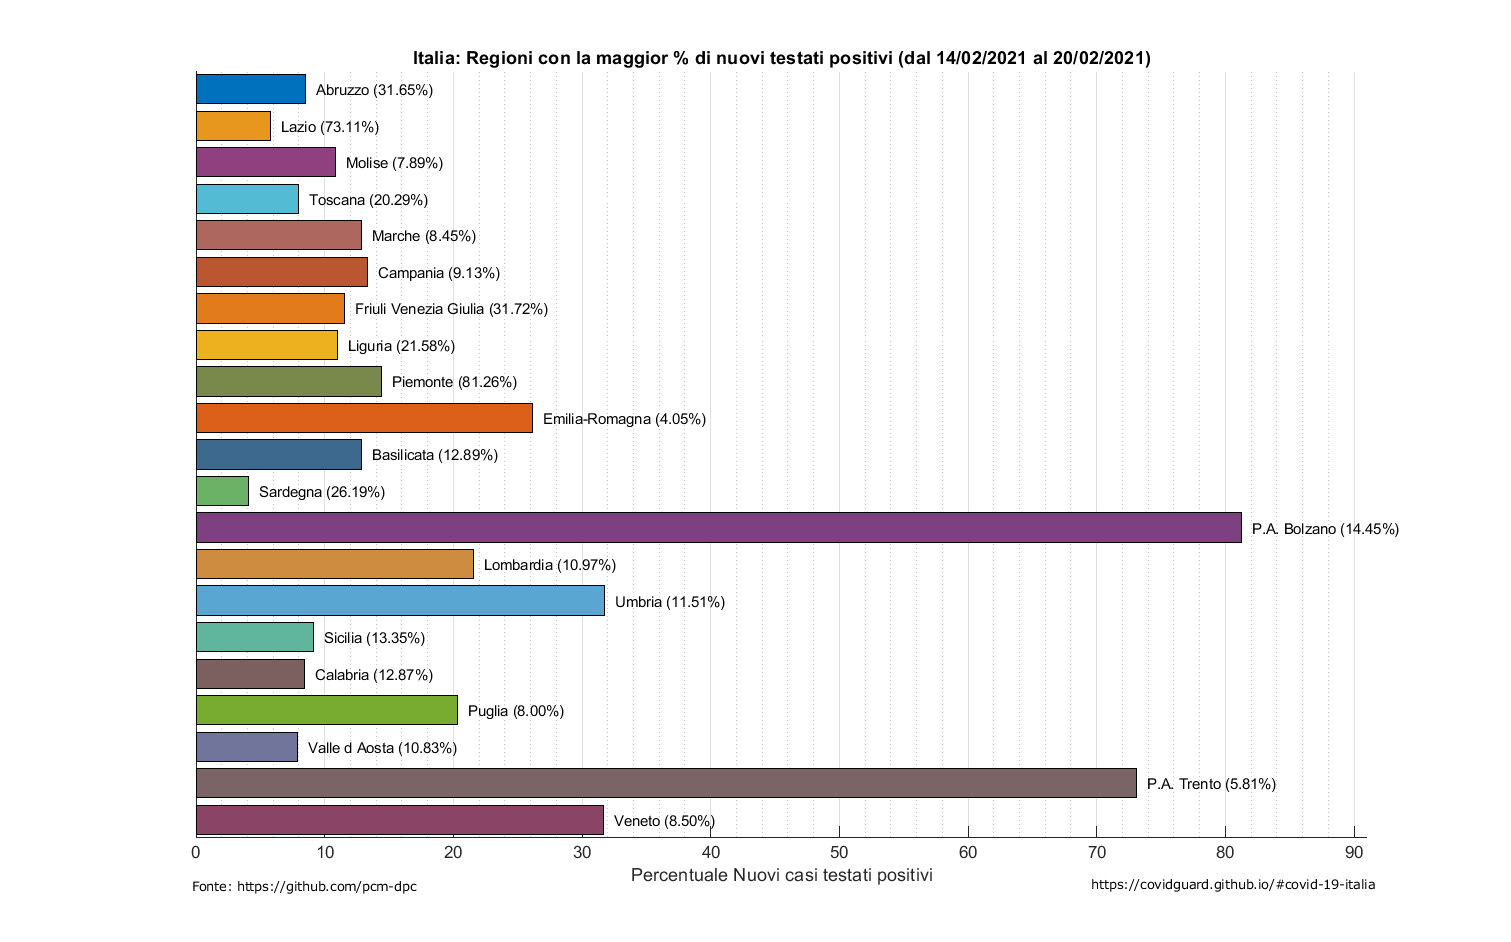 Italia: Regioni con la maggior % di nuovi testati positivi (dal 14/02/2021 al 20/02/2021)
Abruzzo (31.65%)
Lazio (73.11%)
Molise (7.89%)
Toscana (20.29%)
Marche (8.45%)
Campania (9.13%)
Friuli Venezia Giulia (31.72%)
Liguria (21.58%)
Piemonte (81.26%)
Emilia-Romagna (4.05%)
Basilicata (12.89%)
Sardegna (26.19%)
P.A. Bolzano (14.45%)
Lombardia (10.97%)
Umbria (11.51%)
Sicilia (13.35%)
Calabria (12.87%)
Puglia (8.00%)
Valle d Aosta (10.83%)
P.A. Trento (5.81%)
Veneto (8.50%)
0 10 20 30 40 50 60 70 80 90
Percentuale Nuovi casi testati positivi
Fonte: https://github.com/pcm-dpc
https://covidguard.github.io/#covid-19-italia